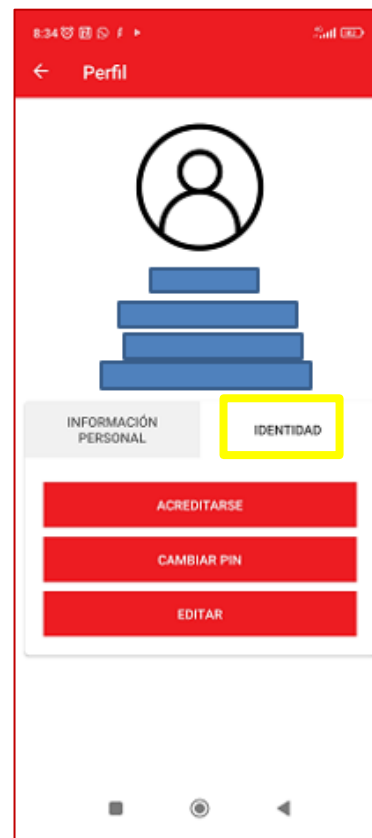 8:34
Perfil
INFORMACIÓN
PERSONAL
IDENTIDAD
ACREDITARSE
CAMBIAR PIN
EDITAR